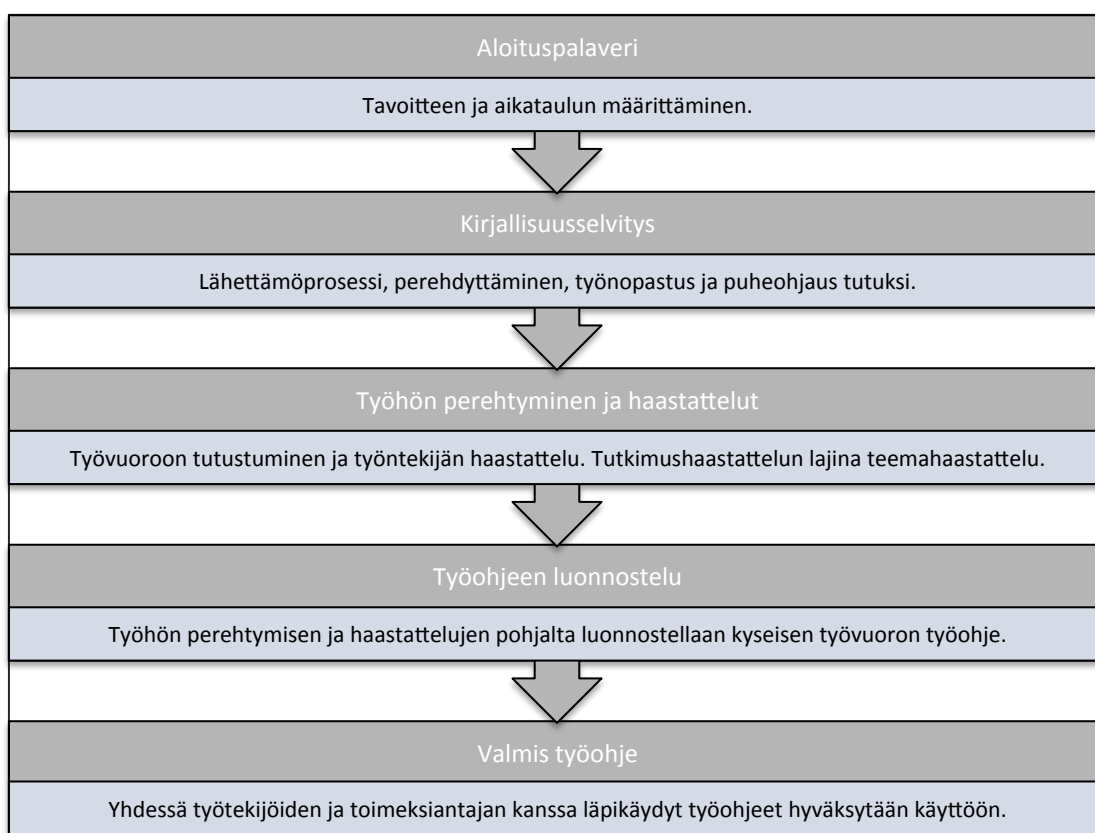 Aloituspalaveri
Tavoitteen ja aikataulun määrittäminen.
Kirjallisuusselvitys
Lähettämöprosessi, perehdyttäminen, työnopastus ja puheohjaus tutuksi.
Työhön perehtyminen ja haastattelut
Työvuoroon tutustuminen ja työntekijän haastattelu. Tutkimushaastattelun lajina teemahaastattelu.
Työohjeen luonnostelu
Työhön perehtymisen ja haastattelujen pohjalta luonnostellaan kyseisen työvuoron työohje.
Valmis työohje
Yhdessä työtekijöiden ja toimeksiantajan kanssa läpikäydyt työohjeet hyväksytään käyttöön.